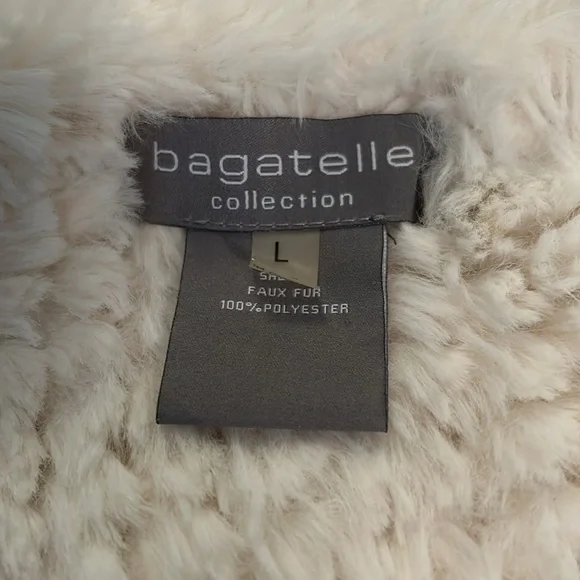 bagatelle
collection
L
FAUX FUR
100%POLYESTER